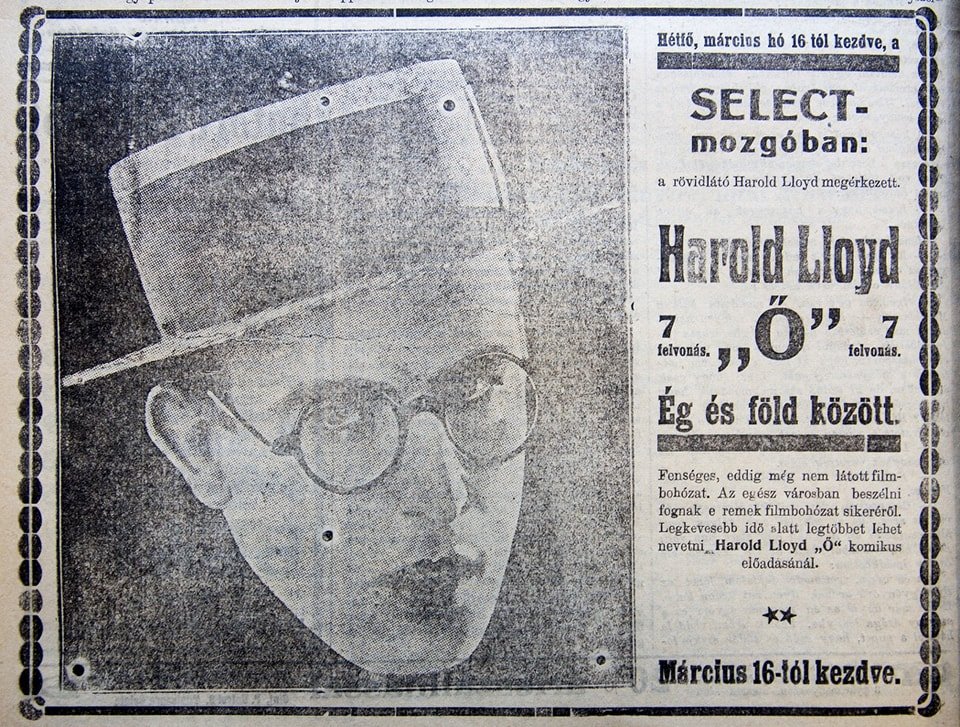 Hétfő, március hó 16 tól kezdve, a
SELECT-
mozgóban:
a rövidlátó Harold Lloyd megérkezett.
Harold Lloyd
7 „Ő” 7
felvonás. felvonás.
Ég és föld között.
Fenséges, eddig még nem látott film-
bohózat. Az egész városban beszélni
fognak e remek filmbohózat sikeréről.
Legkevesebb idő alatt legtöbbet lehet
nevetni Harold Lloyd „Ő“ komikus
előadásánál.
Március 16-tól kezdve.